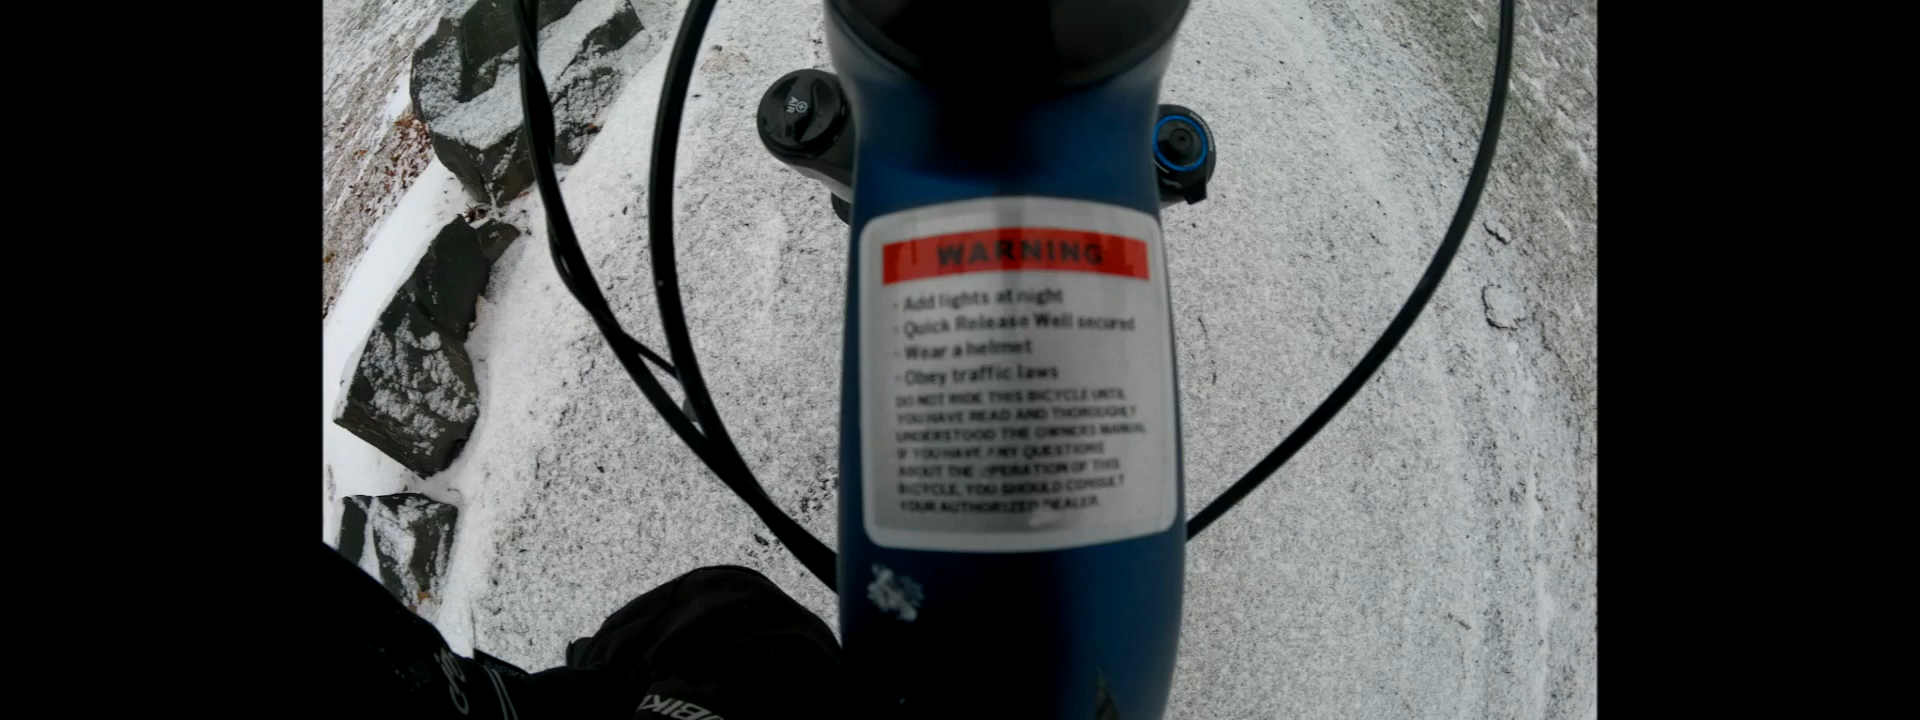 AIR
WARNING
- Add lights at night
- Quick Release Well secured
- Wear a helmet
- Obey traffic laws
DO NOT RIDE THIS BICYCLE UNTIL
YOU HAVE READ AND THOROUGHLY
UNDERSTOOD THE OWNERS MANUAL
IF YOU HAVE ANY QUESTIONS
ABOUT THE OPERATION OF THIS
BICYCLE, YOU SHOULD CONSULT
YOUR AUTHORIZED DEALER.